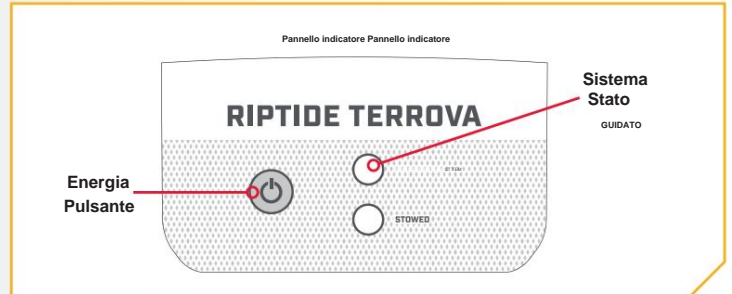 Pannello indicatore Pannello indicatore
RIPTIDE TERROVA
Sistema
Stato
GUIDATO
Energia
Pulsante
STOWED